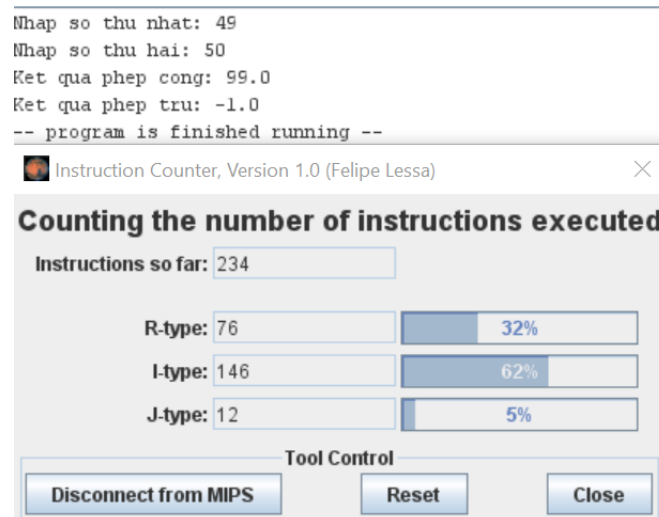 Nhap so thu nhat: 49
Nhap so thu hai: 50
Ket qua phep cong: 99.0
Ket qua phep tru: -1.0
-- program is finished running --
Instruction Counter, Version 1.0 (Felipe Lessa)
Counting the number of instructions executed
Instructions so far: 234
R-type: 76 32%
I-type: 146 62%
J-type: 12 5%
Tool Control
Disconnect from MIPS Reset Close